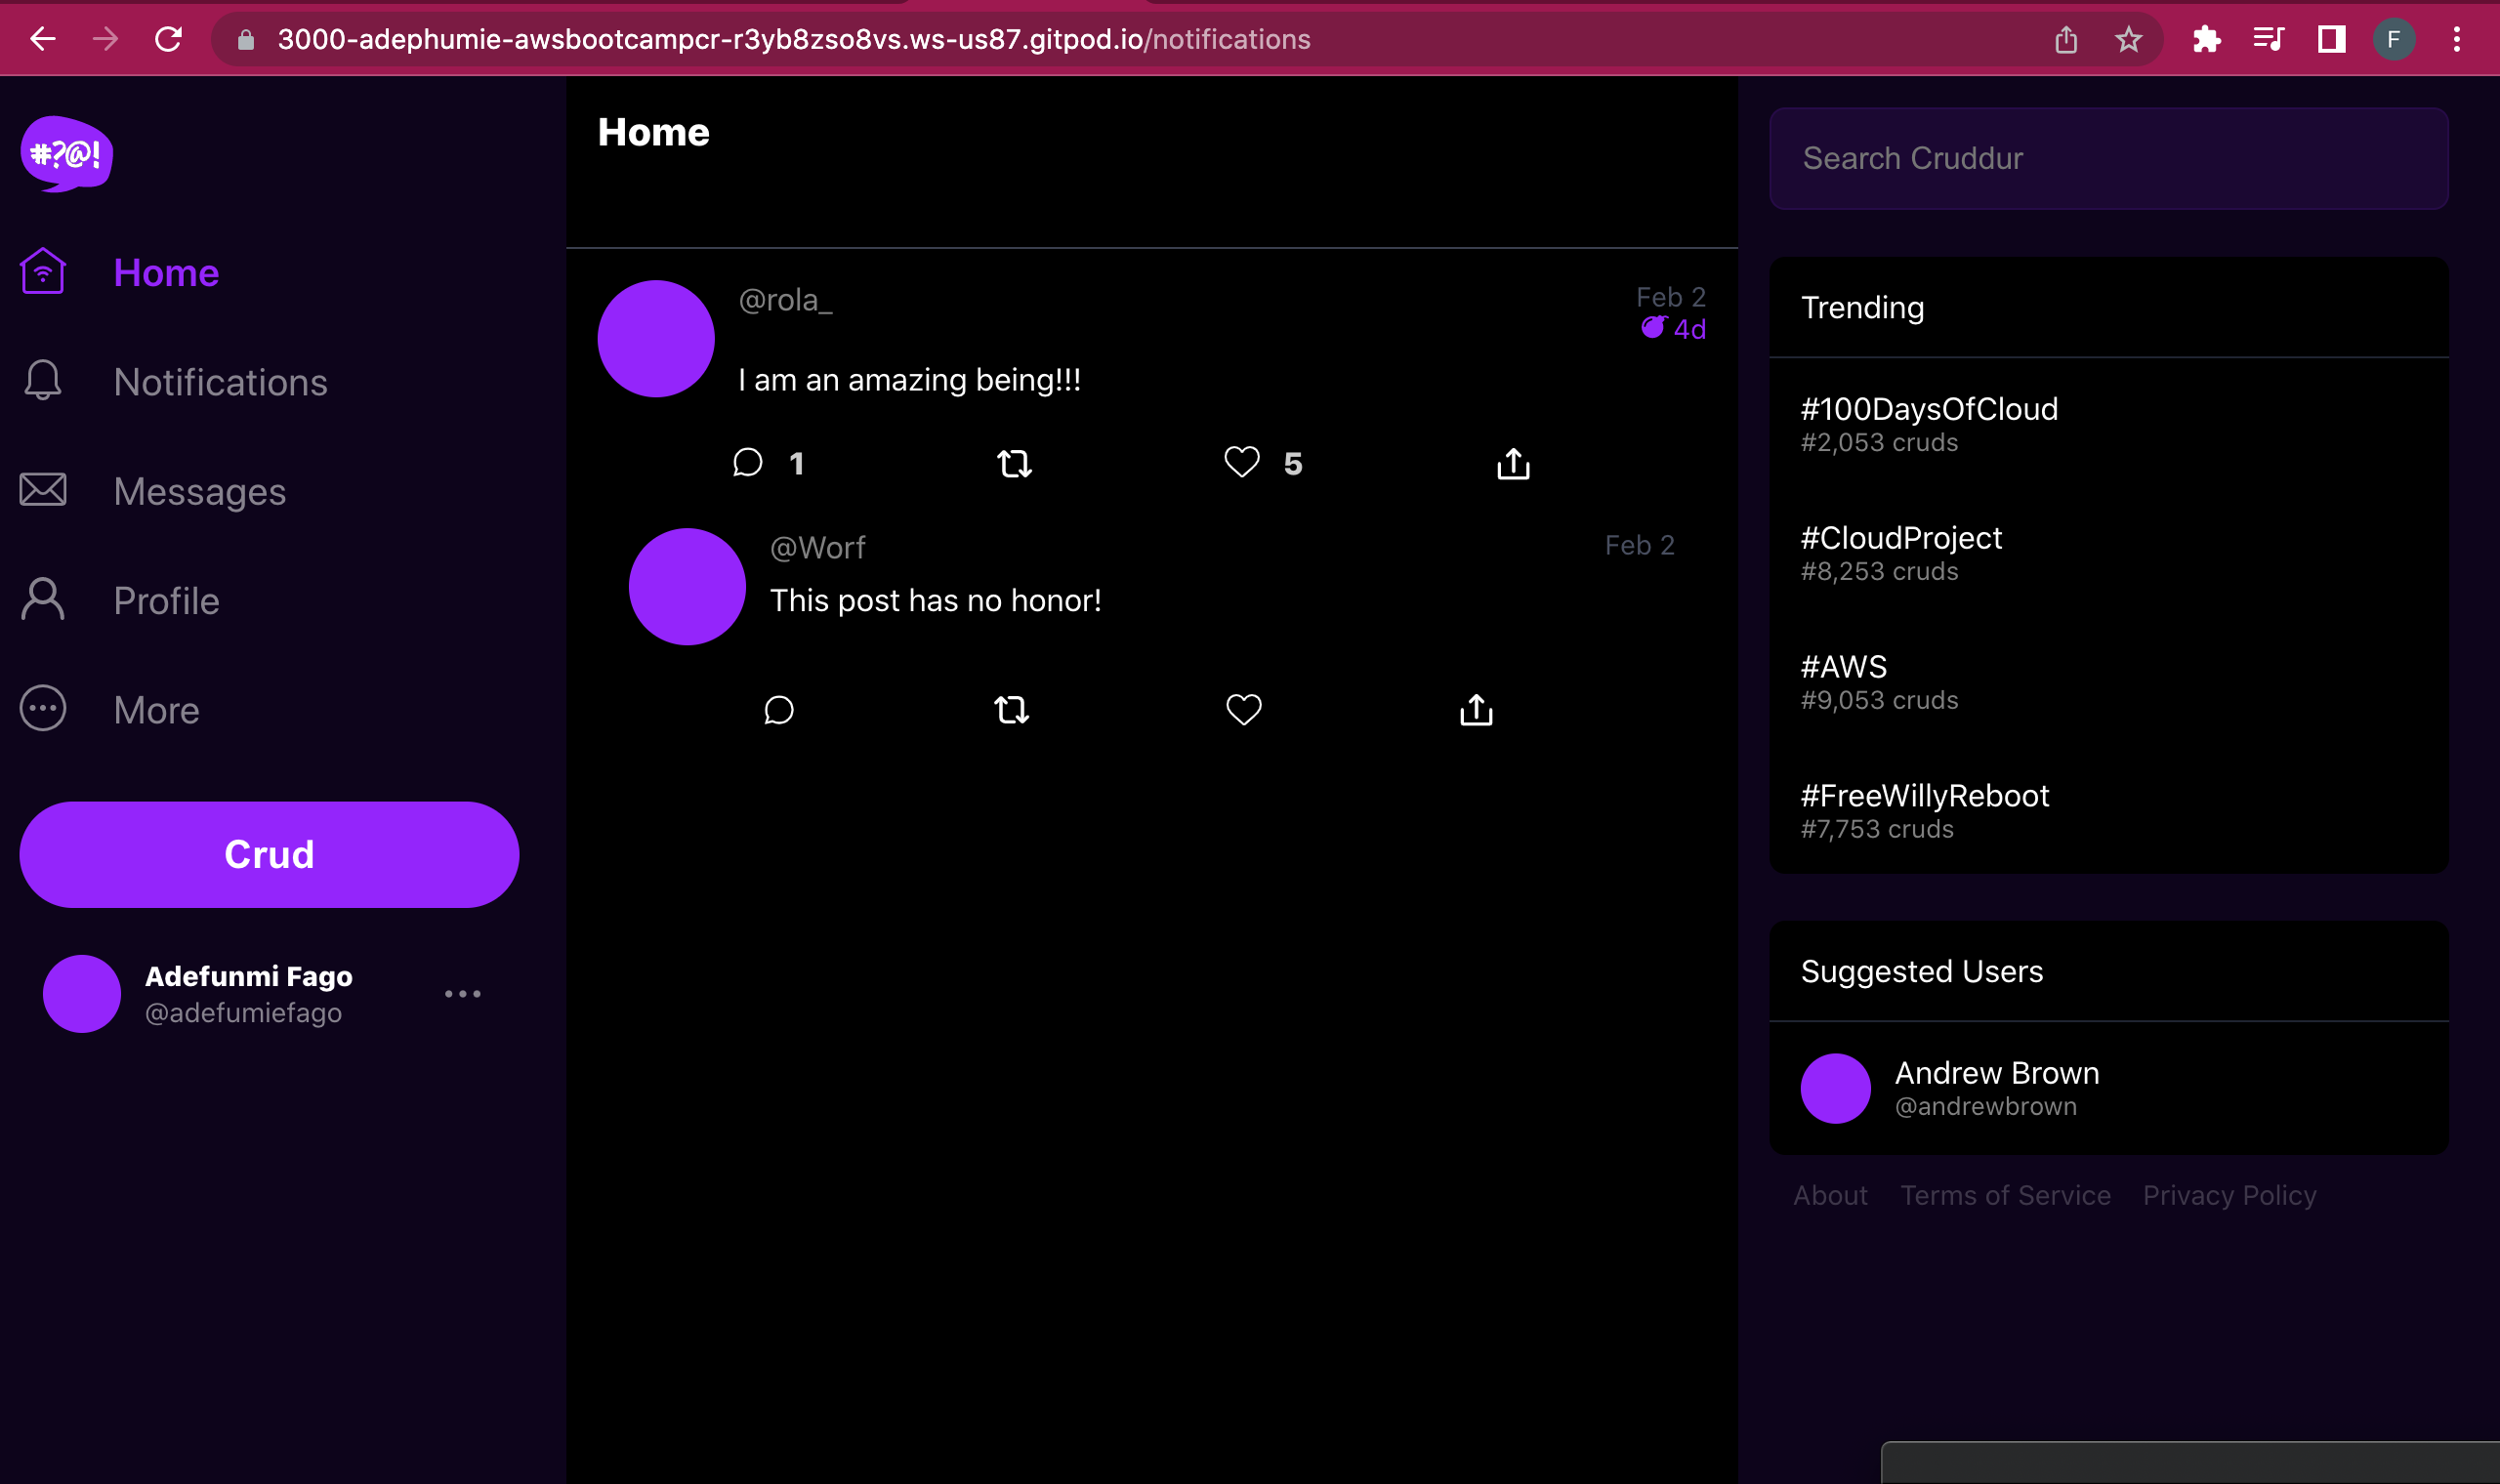 3000-adephumie-awsbootcampcr-r3yb8zso8vs.ws-us87.gitpod.io/notifications
F
#?@!
Home
Notifications
Messages
Profile
More
Crud
Adefunmi Fago
@adefumiefago
Home
@rola_
Feb 2
4d
I am an amazing being!!!
1
5
@Worf
Feb 2
This post has no honor!
Search Cruddur
Trending
#100DaysOfCloud
#2,053 cruds
#CloudProject
#8,253 cruds
#AWS
#9,053 cruds
#FreeWillyReboot
#7,753 cruds
Suggested Users
Andrew Brown
@andrewbrown
About Terms of Service Privacy Policy